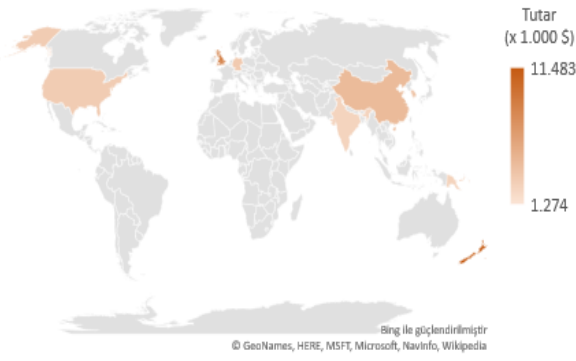 Tutar
(x 1.000 $)
11.483
1.274
Bing ile güçlendirilmiştir
© GeoNames, HERE, MSFT, Microsoft, NavInfo, Wikipedia